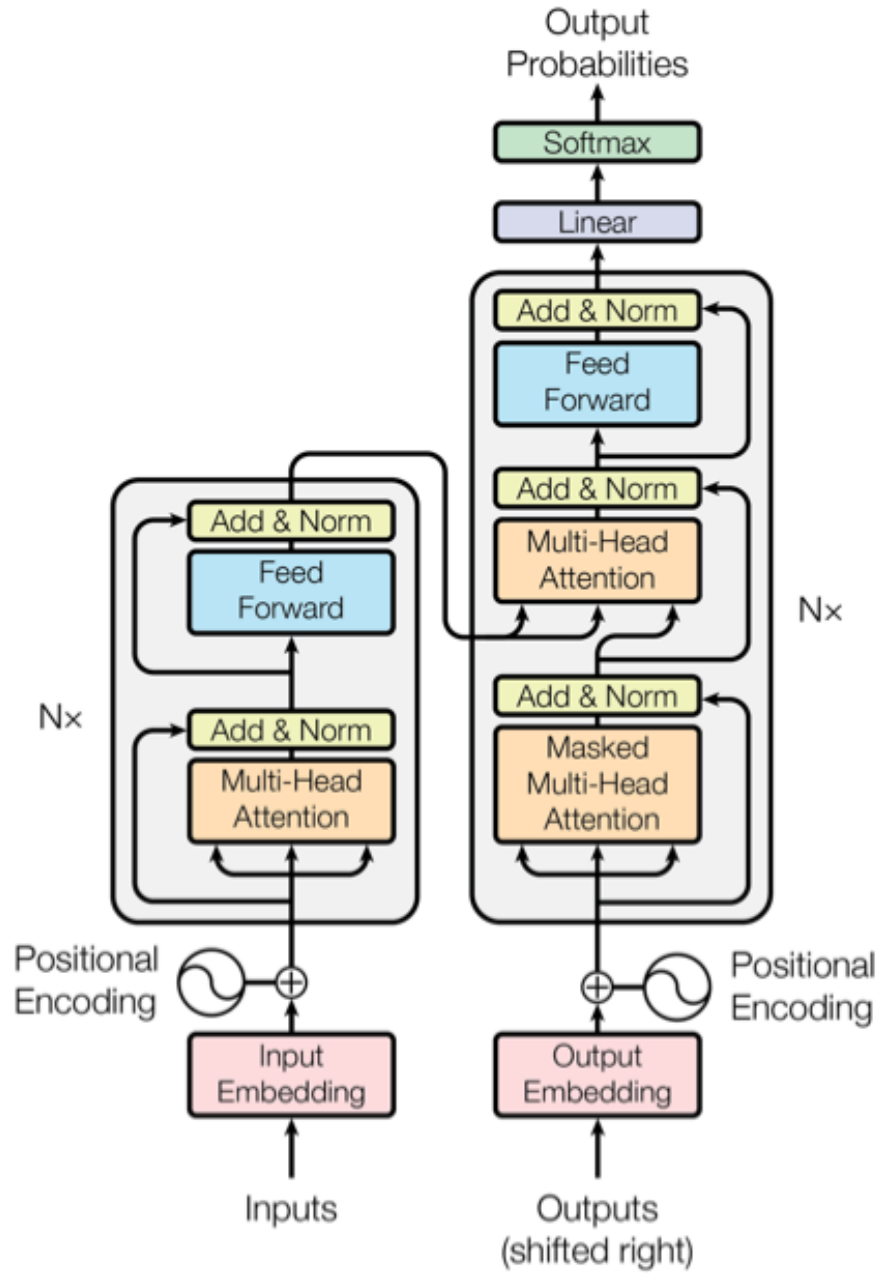 Output
Probabilities
Softmax
Linear
Add & Norm
Feed
Forward
Add & Norm
Multi-Head
Attention
N×
Add & Norm
Masked
Multi-Head
Attention
Add & Norm
Feed
Forward
N×
Add & Norm
Multi-Head
Attention
Positional
Encoding
Positional
Encoding
Input
Embedding
Output
Embedding
Inputs
Outputs
(shifted right)